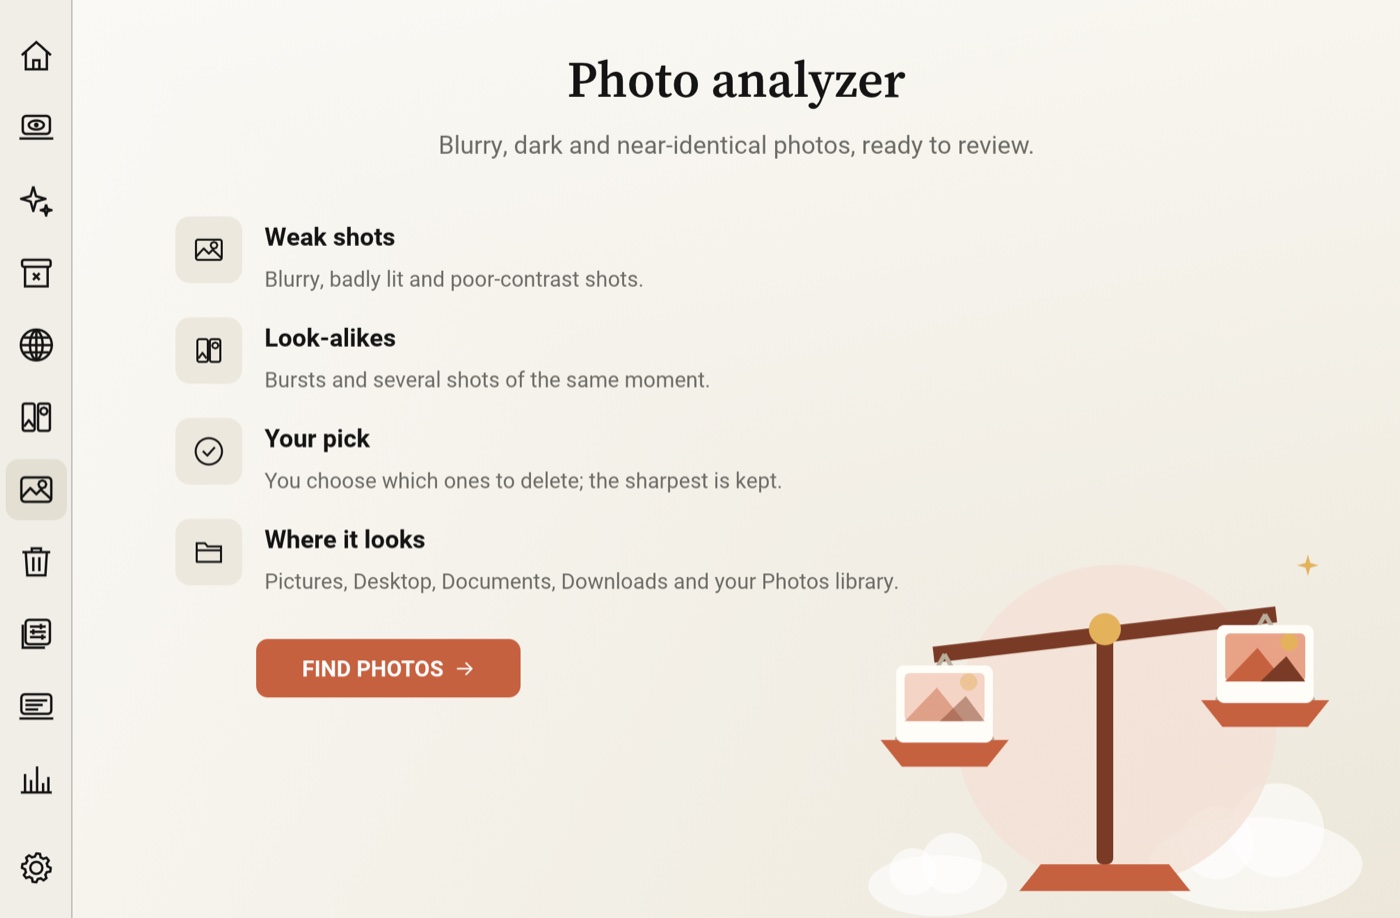 Photo analyzer
Blurry, dark and near-identical photos, ready to review.
Weak shots
Blurry, badly lit and poor-contrast shots.
Look-alikes
Bursts and several shots of the same moment.
Your pick
You choose which ones to delete; the sharpest is kept.
Where it looks
Pictures, Desktop, Documents, Downloads and your Photos library.
FIND PHOTOS →